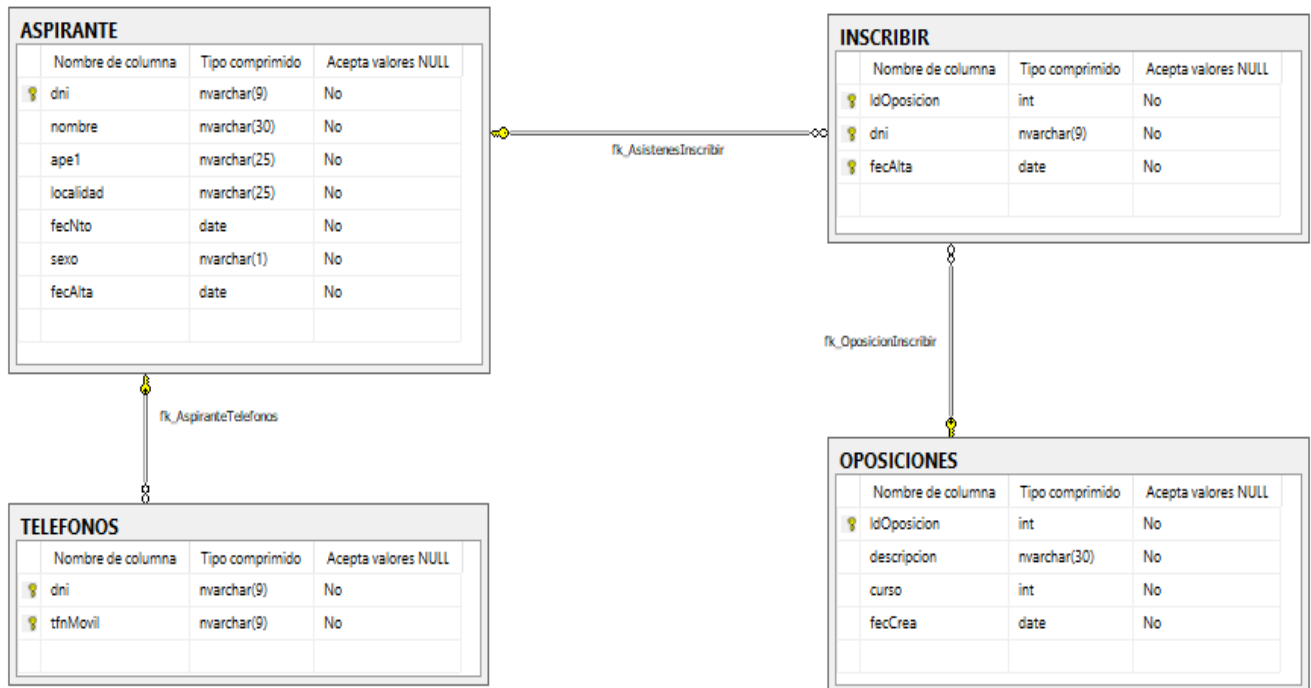 ASPIRANTE
Nombre de columna Tipo comprimido Acepta valores NULL
dni nvarchar(9) No
nombre nvarchar(30) No
ape1 nvarchar(25) No
localidad nvarchar(25) No
fecNto date No
sexo nvarchar(1) No
fecAlta date No
fk_AsistenesInscribir
INSCRIBIR
Nombre de columna Tipo comprimido Acepta valores NULL
IdOposicion int No
dni nvarchar(9) No
fecAlta date No
fk_OposicionInscribir
fk_AspiranteTelefonos
TELEFONOS
Nombre de columna Tipo comprimido Acepta valores NULL
dni nvarchar(9) No
tfnMovil nvarchar(9) No
OPOSICIONES
Nombre de columna Tipo comprimido Acepta valores NULL
IdOposicion int No
descripcion nvarchar(30) No
curso int No
fecCrea date No